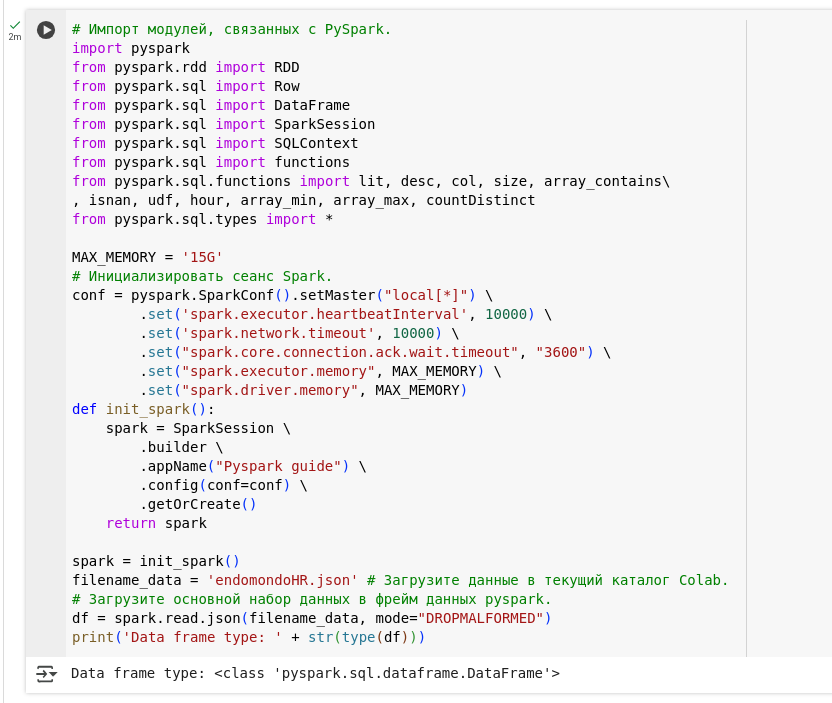 # Импорт модулей, связанных с PySpark.
2m
import pyspark
from pyspark.rdd import RDD
from pyspark.sql import Row
from pyspark.sql import DataFrame
from pyspark.sql import SparkSession
from pyspark.sql import SQLContext
from pyspark.sql import functions
from pyspark.sql.functions import lit, desc, col, size, array_contains\
, isnan, udf, hour, array_min, array_max, countDistinct
from pyspark.sql.types import *
MAX_MEMORY = '15G'
# Инициализировать сеанс Spark.
conf = pyspark.SparkConf().setMaster("local[*]") \
.set('spark.executor.heartbeatInterval', 10000) \
.set('spark.network.timeout', 10000) \
.set("spark.core.connection.ack.wait.timeout", "3600") \
.set("spark.executor.memory", MAX_MEMORY) \
.set("spark.driver.memory", MAX_MEMORY)
def init_spark():
spark = SparkSession \
.builder \
.appName("Pyspark guide") \
.config(conf=conf) \
.getOrCreate()
return spark
spark = init_spark()
filename_data = 'endomondoHR.json' # Загрузите данные в текущий каталог Colab.
# Загрузите основной набор данных в фрейм данных pyspark.
df = spark.read.json(filename_data, mode="DROPMALFORMED")
print('Data frame type: ' + str(type(df)))
Data frame type: <class 'pyspark.sql.dataframe.DataFrame'>